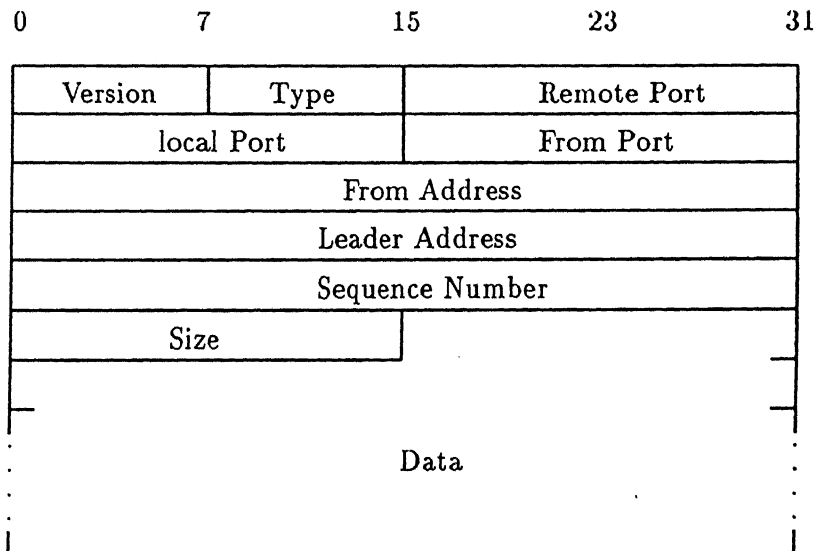 0 7 15 23 31
Version Type Remote Port
local Port From Port
From Address
Leader Address
Sequence Number
Size
Data